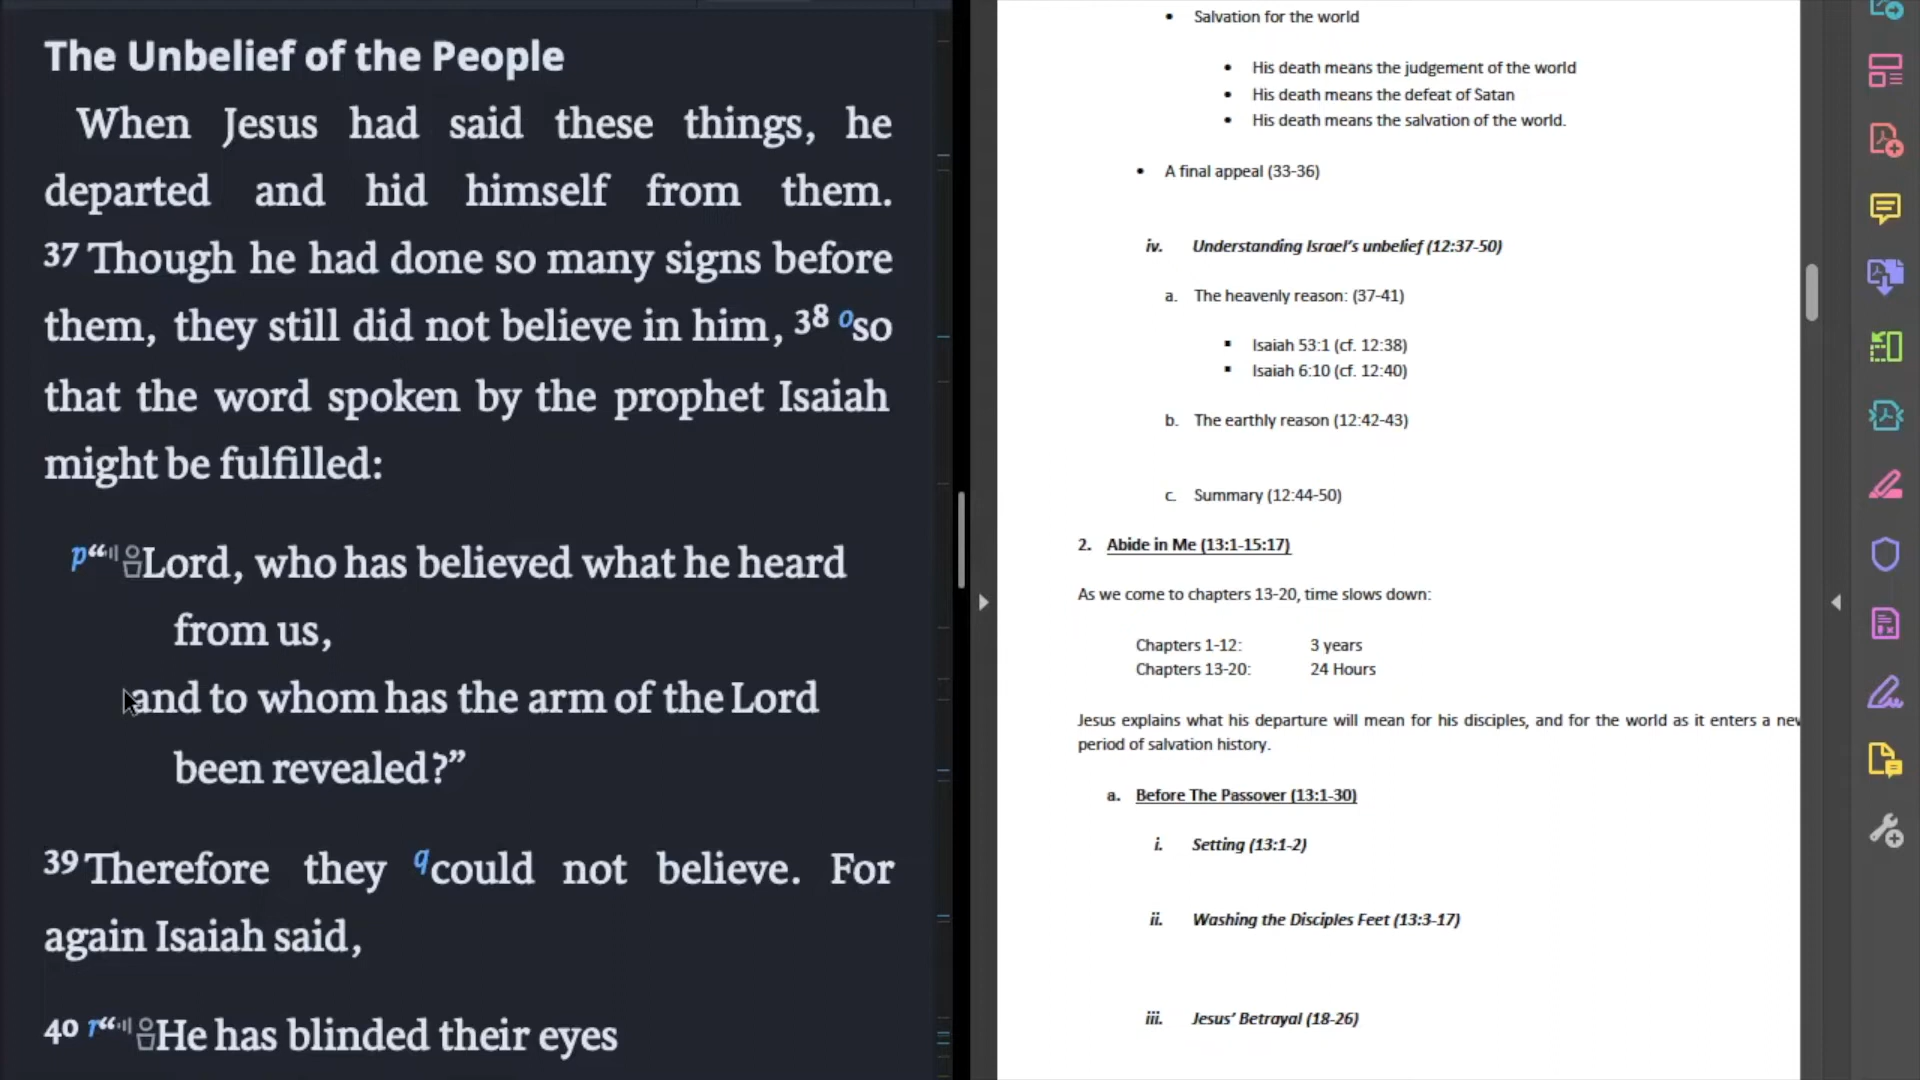 The Unbelief of the People
When Jesus had said these things, he
departed and hid himself from them.
37 Though he had done so many signs before
them, they still did not believe in him, 38 oso
that the word spoken by the prophet Isaiah
might be fulfilled:
p“Lord, who has believed what he heard
from us,
and to whom has the arm of the Lord
been revealed?”
39 Therefore they qcould not believe. For
again Isaiah said,
40 r“He has blinded their eyes
• Salvation for the world
• His death means the judgement of the world
• His death means the defeat of Satan
• His death means the salvation of the world.
• A final appeal (33-36)
iv. Understanding Israel's unbelief (12:37-50)
a. The heavenly reason: (37-41)
▪ Isaiah 53:1 (cf. 12:38)
▪ Isaiah 6:10 (cf. 12:40)
b. The earthly reason (12:42-43)
c. Summary (12:44-50)
2. Abide in Me (13:1-15:17)
As we come to chapters 13-20, time slows down:
Chapters 1-12: 3 years
Chapters 13-20: 24 Hours
Jesus explains what his departure will mean for his disciples, and for the world as it enters a new
period of salvation history.
a. Before The Passover (13:1-30)
i. Setting (13:1-2)
ii. Washing the Disciples Feet (13:3-17)
iii. Jesus' Betrayal (18-26)